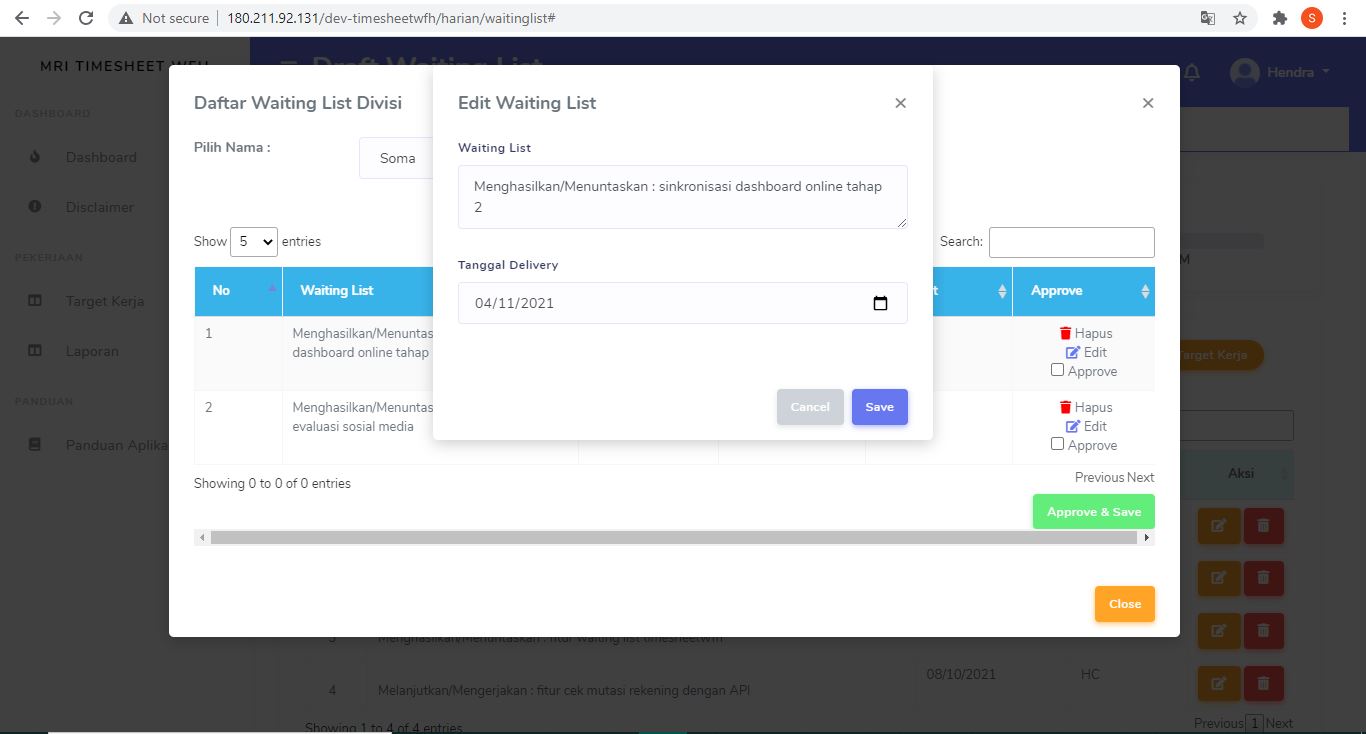 Not secure
180.211.92.131/dev-timesheetwfh/harian/waitinglist#
S
MRI TIMESHEET WFH
Draft Waiting List
Hendra
DASHBOARD
Dashboard
Disclaimer
PEKERJAAN
Target Kerja
Laporan
PANDUAN
Panduan Aplika
Daftar Waiting List Divisi
×
Pilih Nama :
Soma
Show 5 entries
Search:
No
Waiting List
t
Approve
1
Menghasilkan/Menuntas
dashboard online tahap
Hapus
Edit
Approve
2
Menghasilkan/Menuntas
evaluasi sosial media
Hapus
Edit
Approve
Showing 0 to 0 of 0 entries
Previous Next
Approve & Save
Close
Edit Waiting List
×
Waiting List
Menghasilkan/Menuntaskan : sinkronisasi dashboard online tahap
2
Tanggal Delivery
04/11/2021
Cancel
Save
M
Target Kerja
Aksi
3
Menghasilkan/Menuntaskan : fitur waiting list timesheetwfh
4
Melanjutkan/Mengerjakan : fitur cek mutasi rekening dengan API
08/10/2021
HC
Showing 1 to 4 of 4 entries
Previous 1 Next